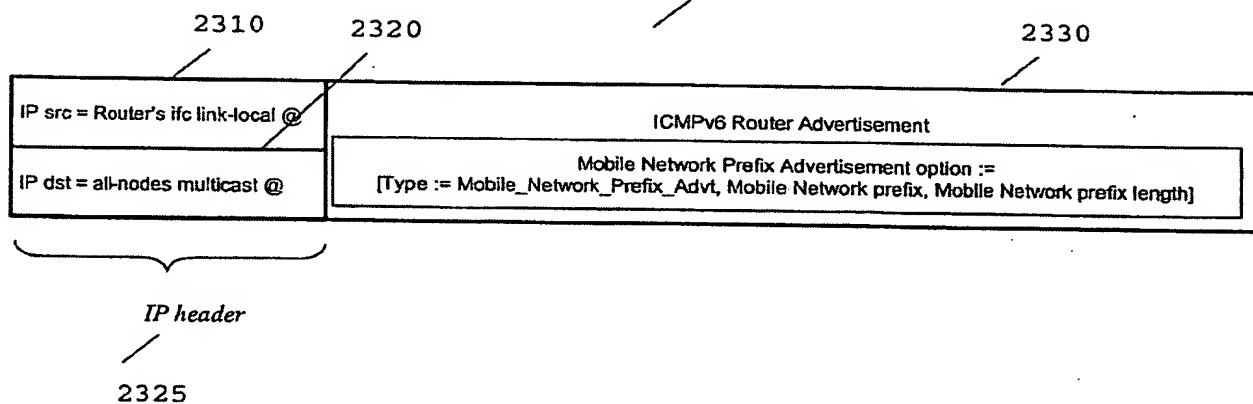 2310
2320
2330
IP src = Router's ifc link-local @
ICMPv6 Router Advertisement
IP dst = all-nodes multicast @
Mobile Network Prefix Advertisement option :=
[Type := Mobile_Network_Prefix_Advt, Mobile Network prefix, Mobile Network prefix length]
IP header
2325